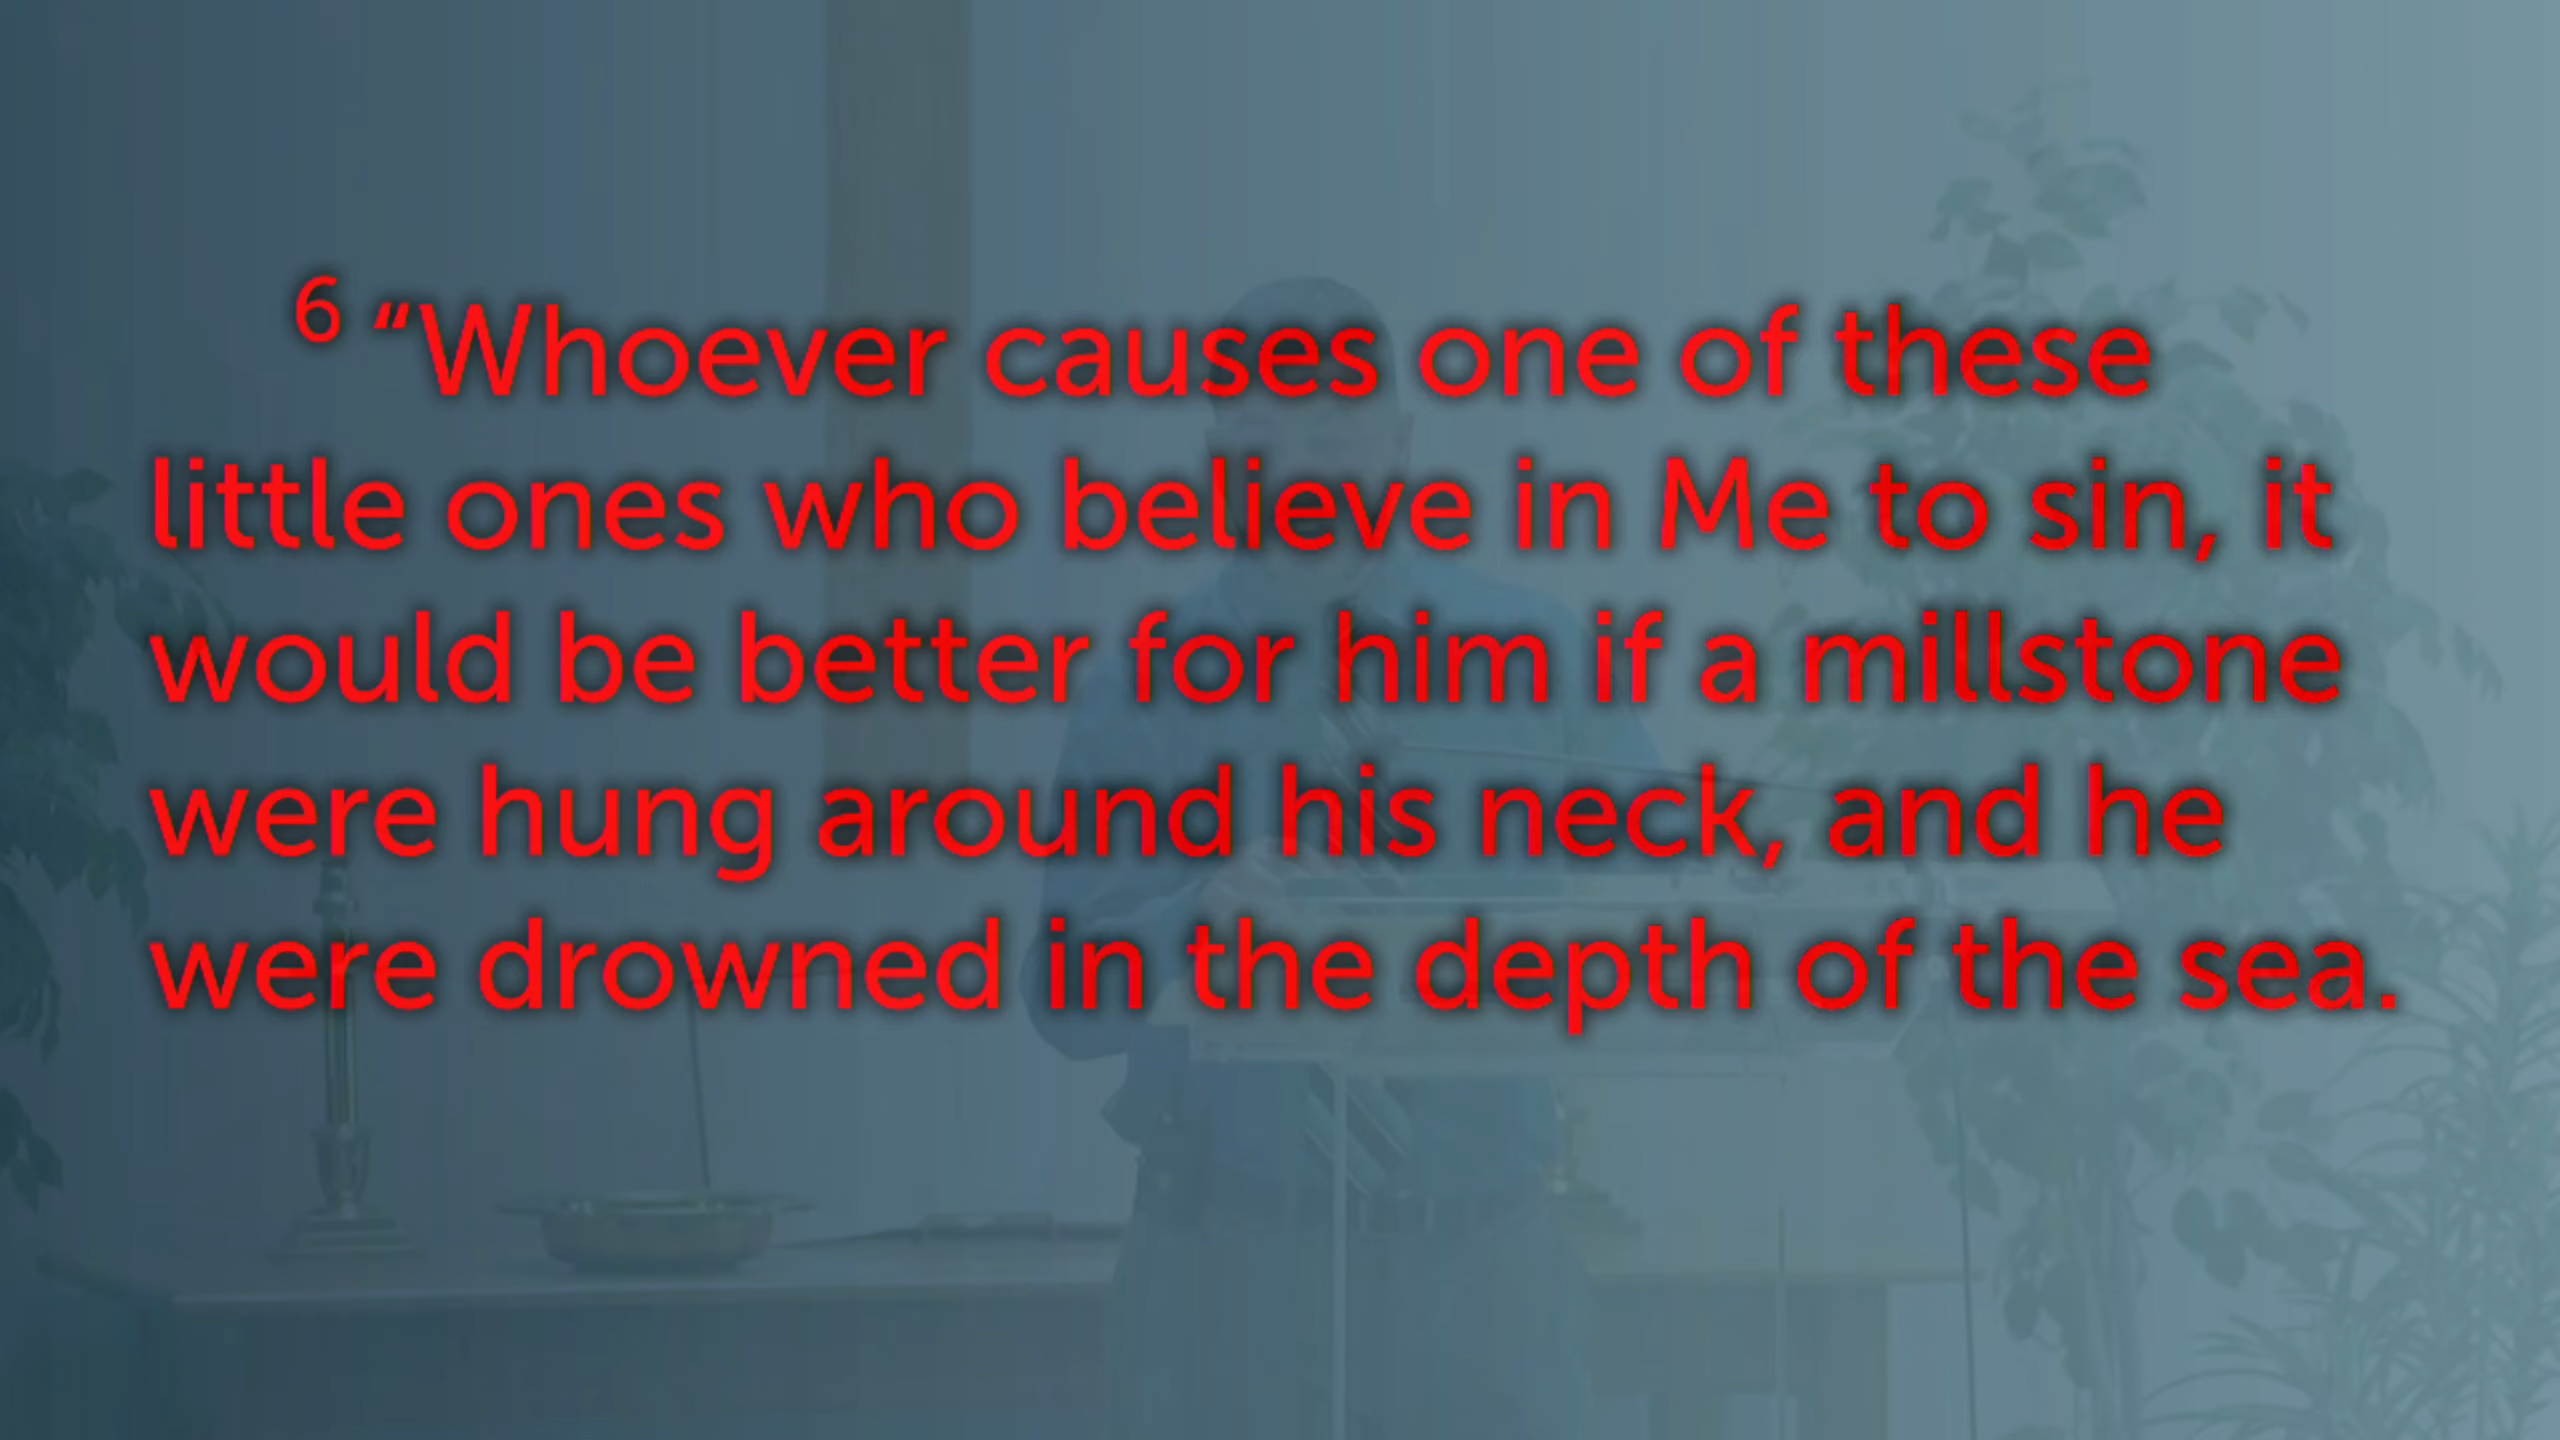 6 “Whoever causes one of these
little ones who believe in Me to sin, it
would be better for him if a millstone
were hung around his neck, and he
were drowned in the depth of the sea.